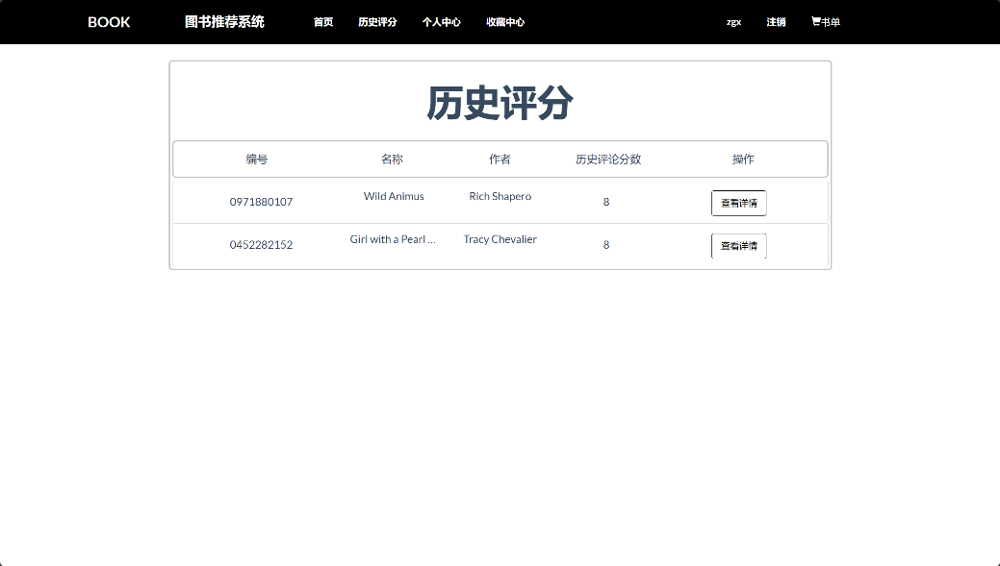 BOOK 图书推荐系统 首页 历史评分 个人中心 收藏中心 zgx 注销 书单
历史评分
编号 名称 作者 历史评论分数 操作
0971880107 Wild Animus Rich Shapero 8 查看详情
0452282152 Girl with a Pearl ... Tracy Chevalier 8 查看详情